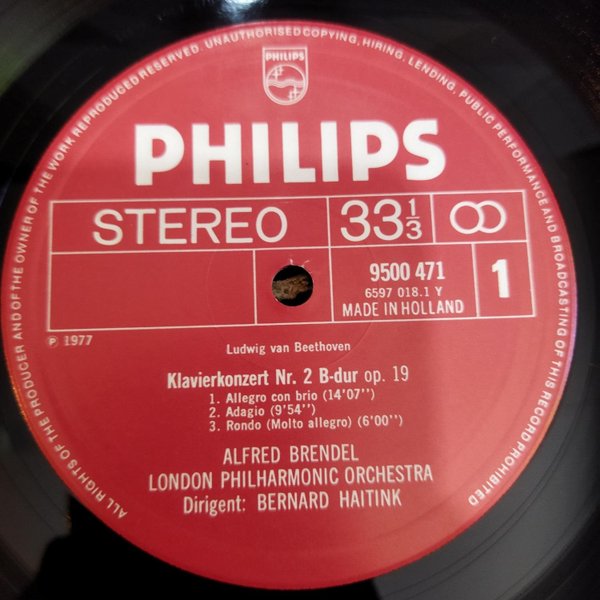 ALL RIGHTS OF THE PRODUCER AND OF THE OWNER OF THE WORK REPRODUCED RESERVED. UNAUTHORISED COPYING, HIRING, LENDING, PUBLIC PERFORMANCE AND BROADCASTING OF THIS RECORD PROHIBITED
PHILIPS
PHILIPS
STEREO 33 1/3
9500 471 1
6597 018.1 Y
MADE IN HOLLAND
℗ 1977
Ludwig van Beethoven
Klavierkonzert Nr. 2 B-dur op. 19
1. Allegro con brio (14'07'')
2. Adagio (9'54'')
3. Rondo (Molto allegro) (6'00'')
ALFRED BRENDEL
LONDON PHILHARMONIC ORCHESTRA
Dirigent: BERNARD HAITINK